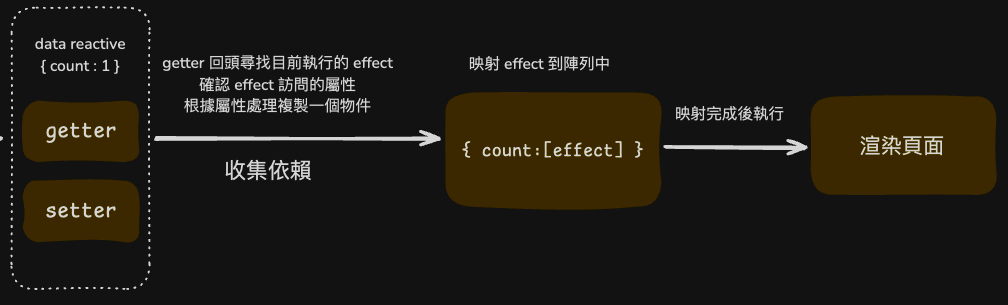 data reactive
{ count : 1 }
getter
setter
getter 回頭尋找目前執行的 effect
確認 effect 訪問的屬性
根據屬性處理複製一個物件
收集依賴
映射 effect 到陣列中
{ count:[effect] }
映射完成後執行
渲染頁面